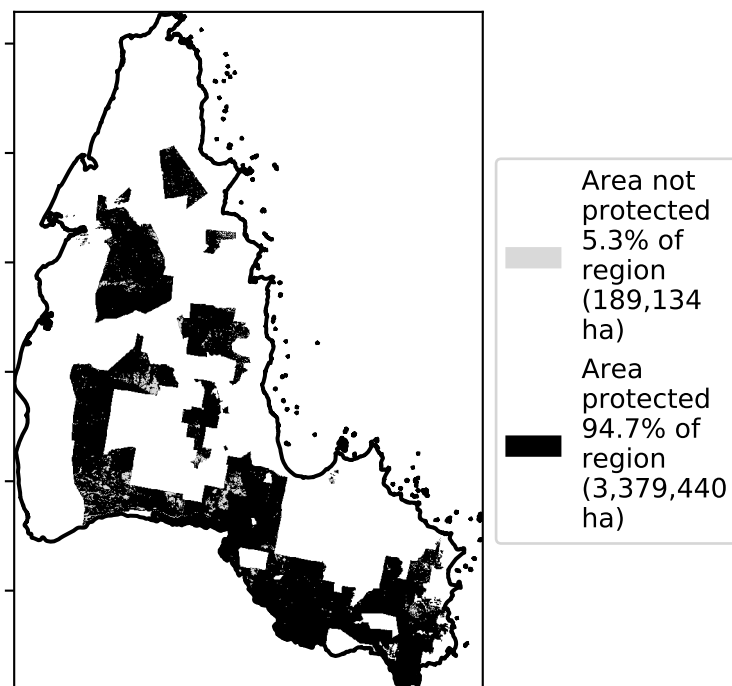 Area not
protected
5.3% of
region
(189,134
ha)
Area
protected
94.7% of
region
(3,379,440
ha)